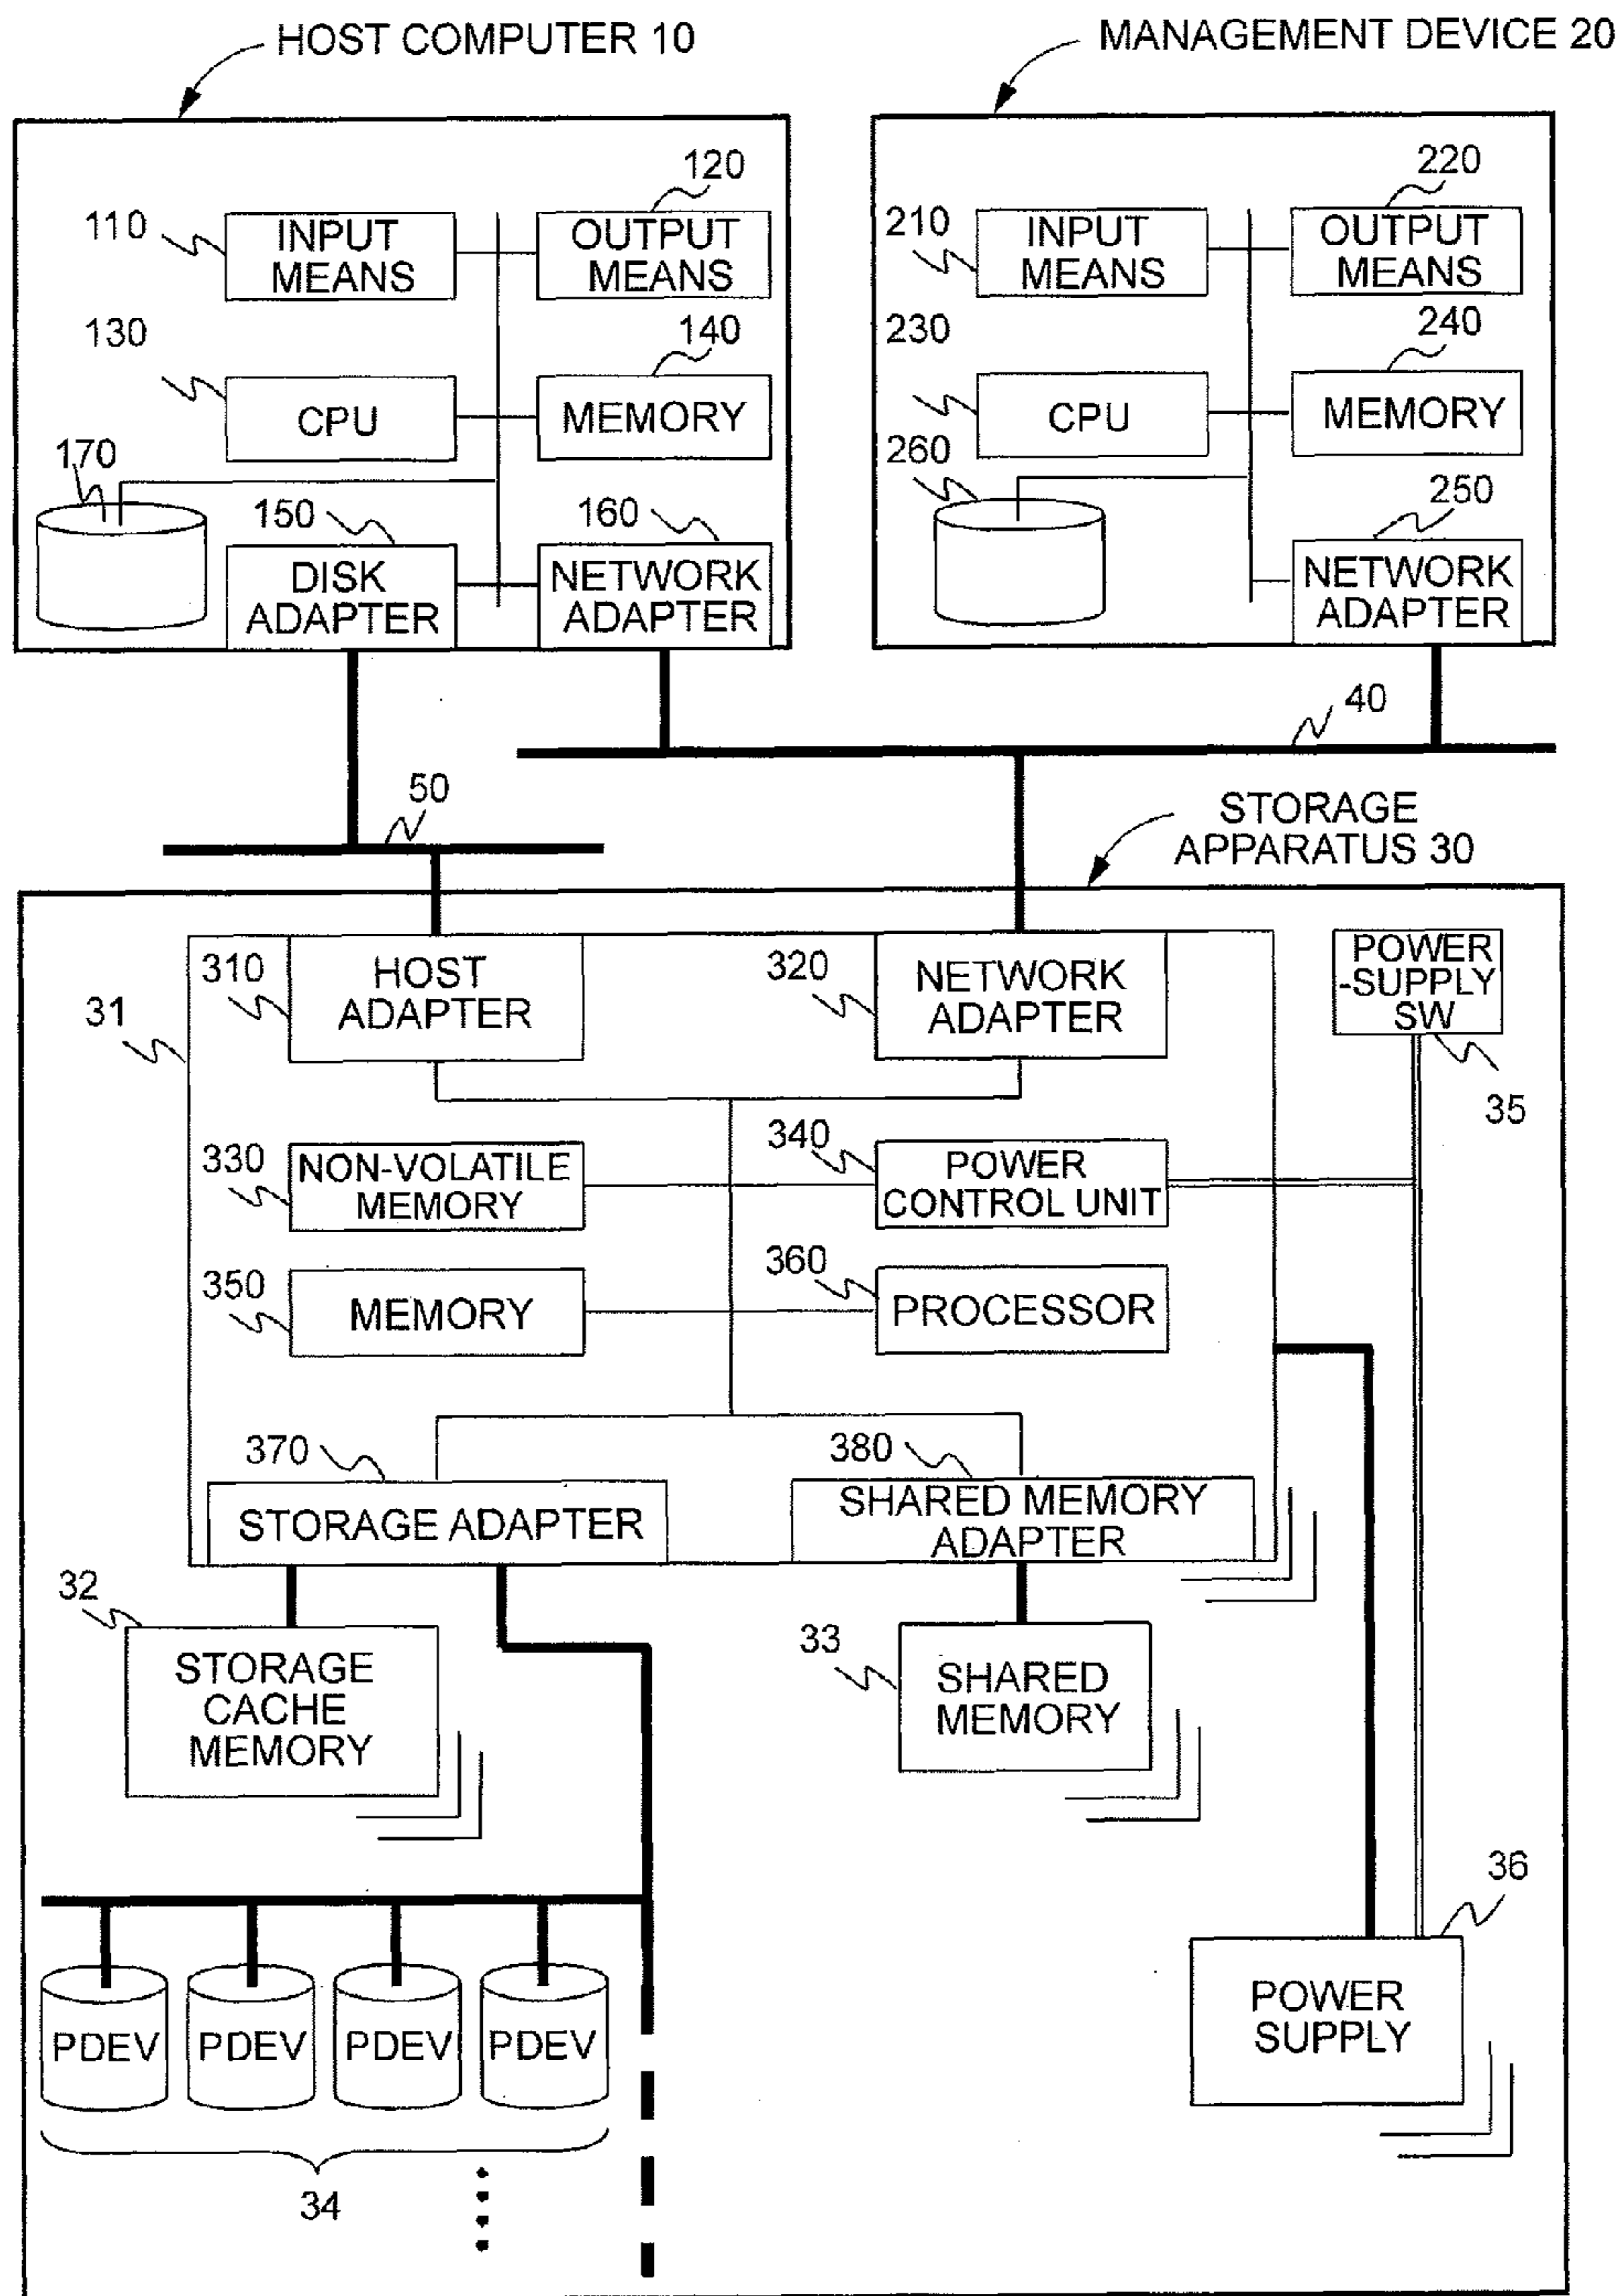 HOST COMPUTER 10
MANAGEMENT DEVICE 20
110
INPUT
MEANS
120
OUTPUT
MEANS
130
CPU
140
MEMORY
170
150
DISK
ADAPTER
160
NETWORK
ADAPTER
210
INPUT
MEANS
220
OUTPUT
MEANS
230
CPU
240
MEMORY
260
250
NETWORK
ADAPTER
40
50
STORAGE
APPARATUS 30
31
310
HOST
ADAPTER
320
NETWORK
ADAPTER
POWER
-SUPPLY
SW
35
330
NON-VOLATILE
MEMORY
340
POWER
CONTROL UNIT
350
MEMORY
360
PROCESSOR
370
STORAGE ADAPTER
380
SHARED MEMORY
ADAPTER
32
STORAGE
CACHE
MEMORY
33
SHARED
MEMORY
36
POWER
SUPPLY
PDEV
PDEV
PDEV
PDEV
34